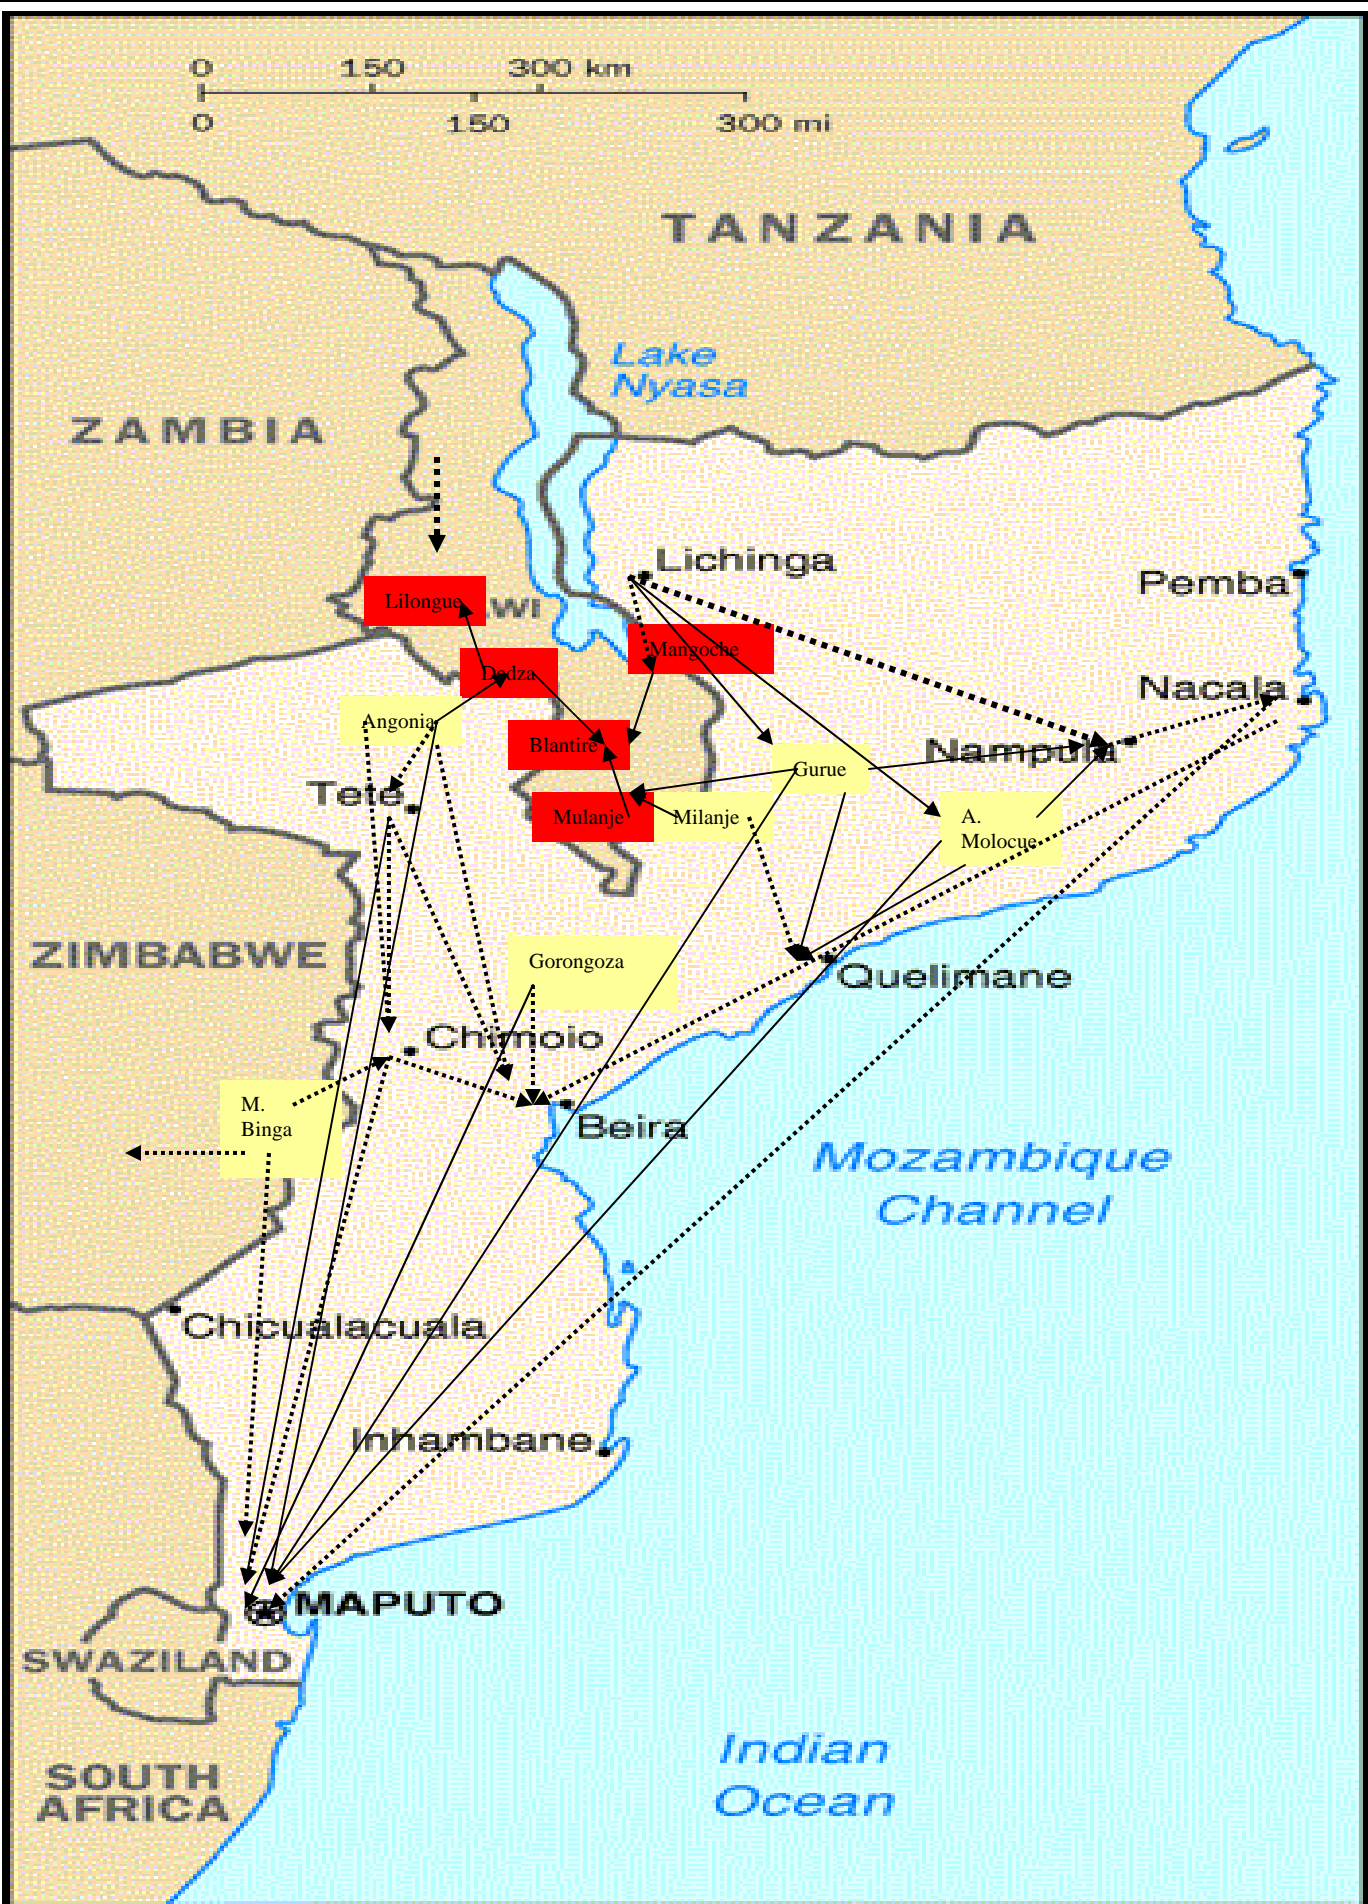 0 150 300 km
0 150 300 mi
TANZANIA
Lake
Nyasa
ZAMBIA
Lichinga
Pemba
Lilongue
WI
Mangoche
Dedza
Nacala
Angonia
Blantire
Nampula
Gurue
Tete
Mulanje
Milanje
A.
Molocue
ZIMBABWE
Gorongoza
Quelimane
Chimoio
M.
Binga
Beira
Mozambique
Channel
Chicualacuala
Inhambane
MAPUTO
SWAZILAND
SOUTH
AFRICA
Indian
Ocean